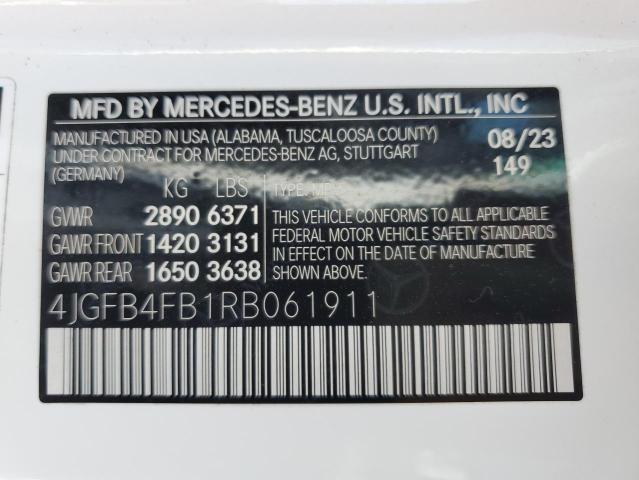 MFD BY MERCEDES-BENZ U.S. INTL., INC
MANUFACTURED IN USA (ALABAMA, TUSCALOOSA COUNTY) 08/23
UNDER CONTRACT FOR MERCEDES-BENZ AG, STUTTGART 149
(GERMANY)
KG LBS TYPE:
GVWR 2890 6371
GAWR FRONT 1420 3131
GAWR REAR 1650 3638
THIS VEHICLE CONFORMS TO ALL APPLICABLE
FEDERAL MOTOR VEHICLE SAFETY STANDARDS
IN EFFECT ON THE DATE OF MANUFACTURE
SHOWN ABOVE.
4JGFB4FB1RB061911